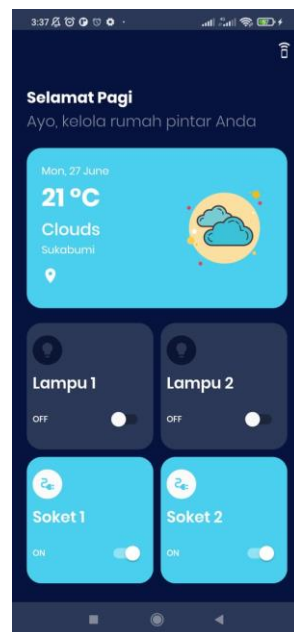 3:37
Selamat Pagi
Ayo, kelola rumah pintar Anda
Mon, 27 June
21 °C
Clouds
Sukabumi
Lampu 1
Lampu 2
OFF
OFF
Soket 1
Soket 2
ON
ON